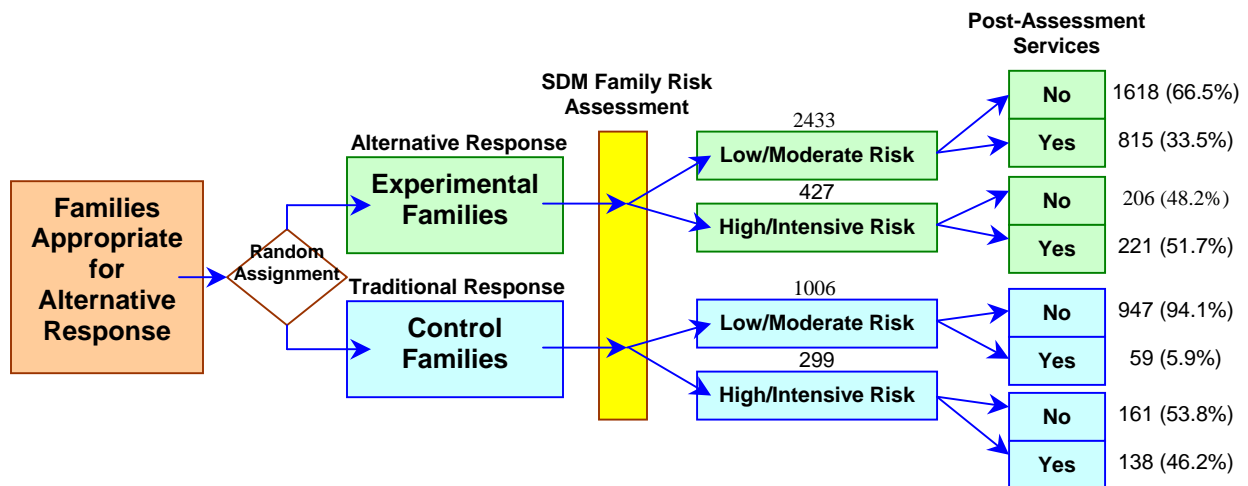 Post-Assessment
Services
SDM Family Risk
Assessment
Families
Appropriate
for
Alternative
Response
Random
Assignment
Alternative Response
Experimental
Families
Traditional Response
Control
Families
2433
Low/Moderate Risk
427
High/Intensive Risk
1006
Low/Moderate Risk
299
High/Intensive Risk
No 1618 (66.5%)
Yes 815 (33.5%)
No 206 (48.2%)
Yes 221 (51.7%)
No 947 (94.1%)
Yes 59 (5.9%)
No 161 (53.8%)
Yes 138 (46.2%)